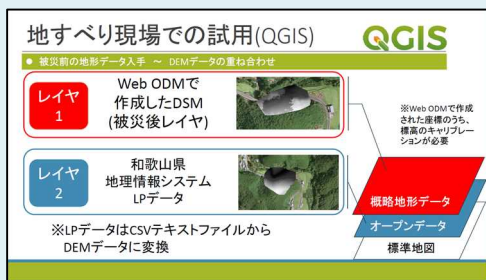 地すべり現場での試用(QGIS)
QGIS
● 被災前の地形データ入手 ～ DEMデータの重ね合わせ
レイヤ
1
Web ODMで
作成したDSM
(被災後レイヤ)
※Web ODMで作成
された座標のうち、
標高のキャリブレー
ションが必要
レイヤ
2
和歌山県
地理情報システム
LPデータ
概略地形データ
オープンデータ
標準地図
※LPデータはCSVテキストファイルから
DEMデータに変換